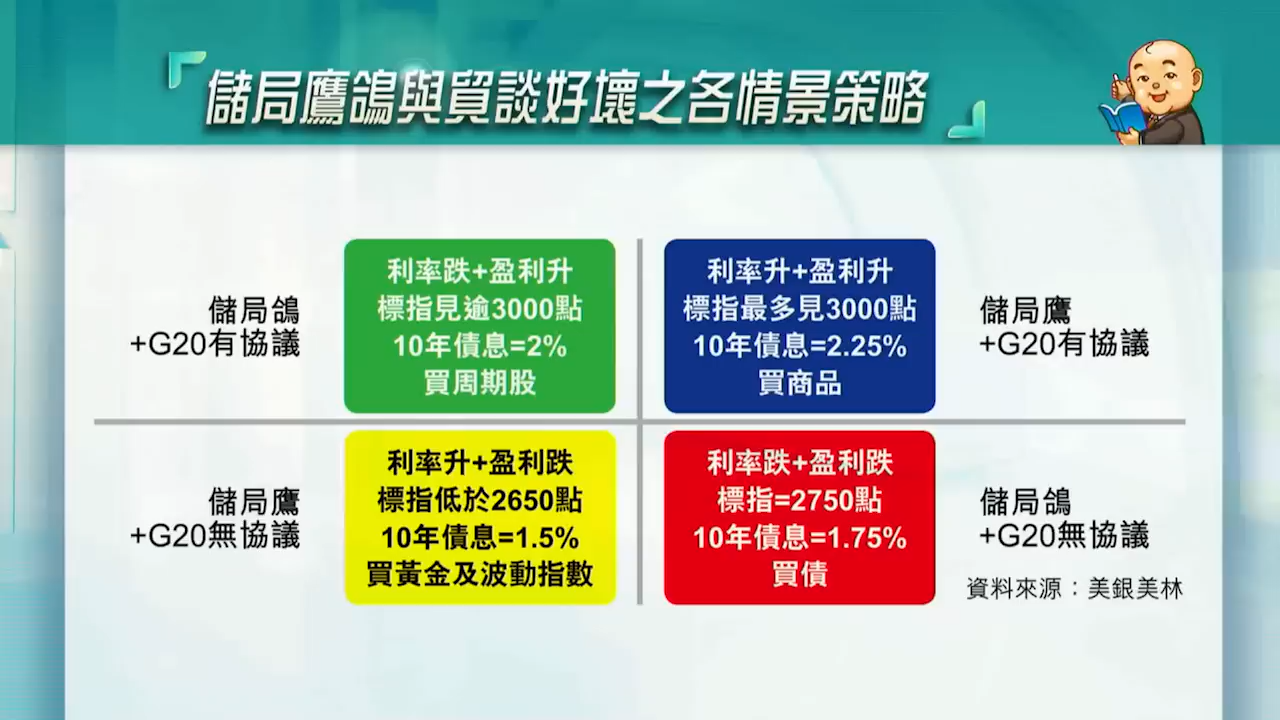 「儲局鷹鴿與貿談好壞之各情景策略」
儲局鴿
+G20有協議
利率跌+盈利升
標指見逾3000點
10年債息=2%
買周期股
利率升+盈利升
標指最多見3000點
10年債息=2.25%
買商品
儲局鷹
+G20有協議
儲局鷹
+G20無協議
利率升+盈利跌
標指低於2650點
10年債息=1.5%
買黃金及波動指數
利率跌+盈利跌
標指=2750點
10年債息=1.75%
買債
儲局鴿
+G20無協議
資料來源：美銀美林